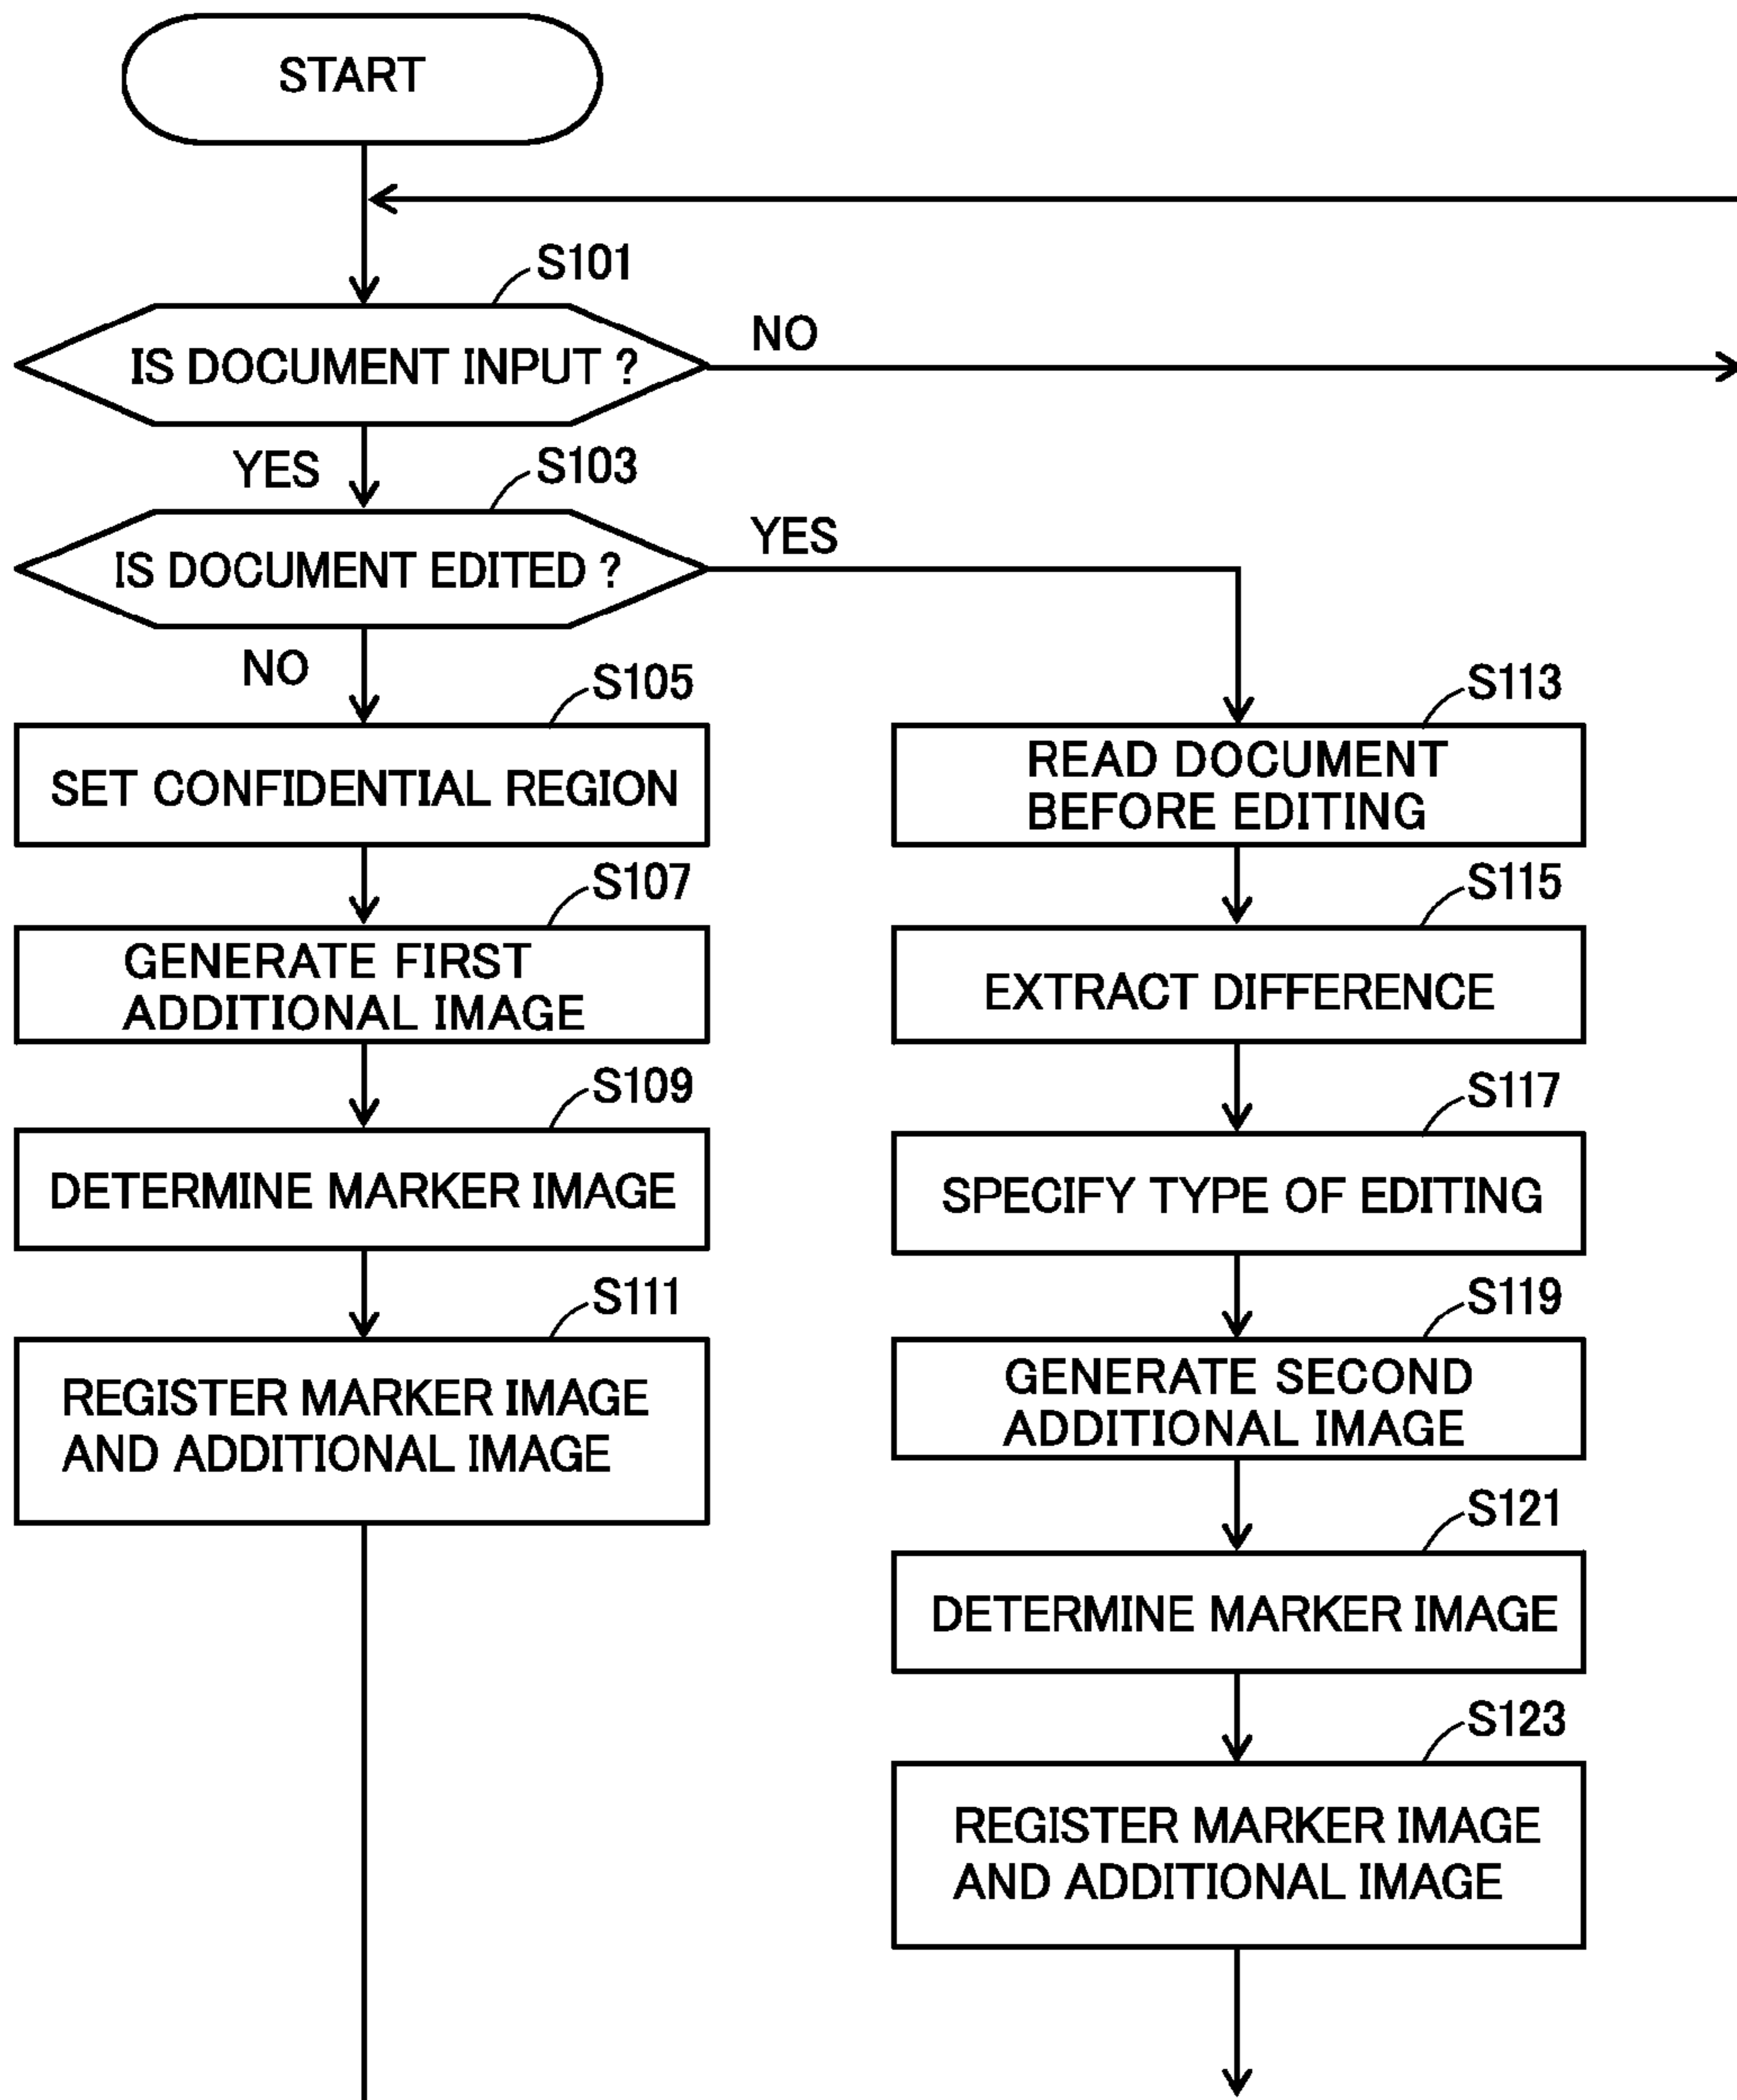 START
S101
IS DOCUMENT INPUT ?
NO
YES
S103
IS DOCUMENT EDITED ?
YES
NO
S105
SET CONFIDENTIAL REGION
S107
GENERATE FIRST
ADDITIONAL IMAGE
S109
DETERMINE MARKER IMAGE
S111
REGISTER MARKER IMAGE
AND ADDITIONAL IMAGE
S113
READ DOCUMENT
BEFORE EDITING
S115
EXTRACT DIFFERENCE
S117
SPECIFY TYPE OF EDITING
S119
GENERATE SECOND
ADDITIONAL IMAGE
S121
DETERMINE MARKER IMAGE
S123
REGISTER MARKER IMAGE
AND ADDITIONAL IMAGE